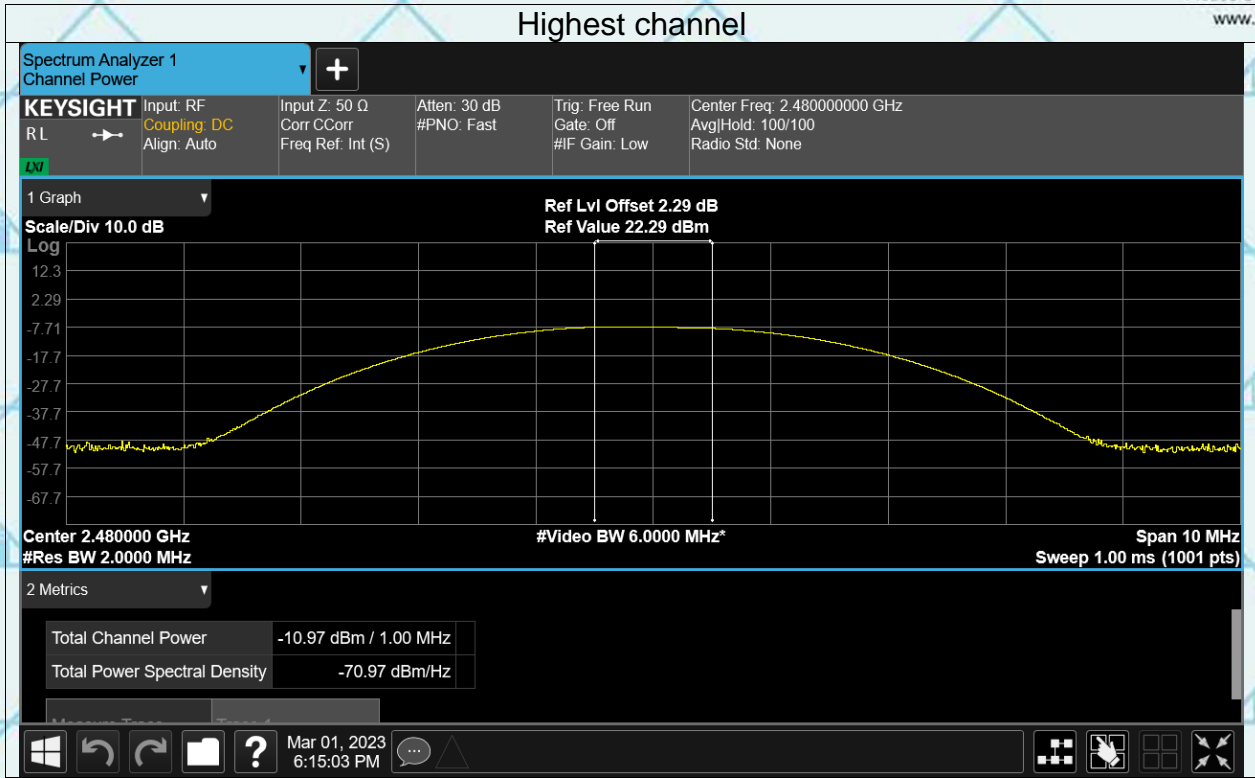 Highest channel
www.
Spectrum Analyzer 1
Channel Power
KEYSIGHT
R L
LXI
Input: RF
Coupling: DC
Align: Auto
Input Z: 50 Ω
Corr CCorr
Freq Ref: Int (S)
Atten: 30 dB
#PNO: Fast
Trig: Free Run
Gate: Off
#IF Gain: Low
Center Freq: 2.480000000 GHz
Avg|Hold: 100/100
Radio Std: None
1 Graph
Scale/Div 10.0 dB
Ref Lvl Offset 2.29 dB
Ref Value 22.29 dBm
Log
12.3
2.29
-7.71
-17.7
-27.7
-37.7
-47.7
-57.7
-67.7
Center 2.480000 GHz
#Video BW 6.0000 MHz*
Span 10 MHz
#Res BW 2.0000 MHz
Sweep 1.00 ms (1001 pts)
2 Metrics
Total Channel Power -10.97 dBm / 1.00 MHz
Total Power Spectral Density -70.97 dBm/Hz
?
Mar 01, 2023
6:15:03 PM